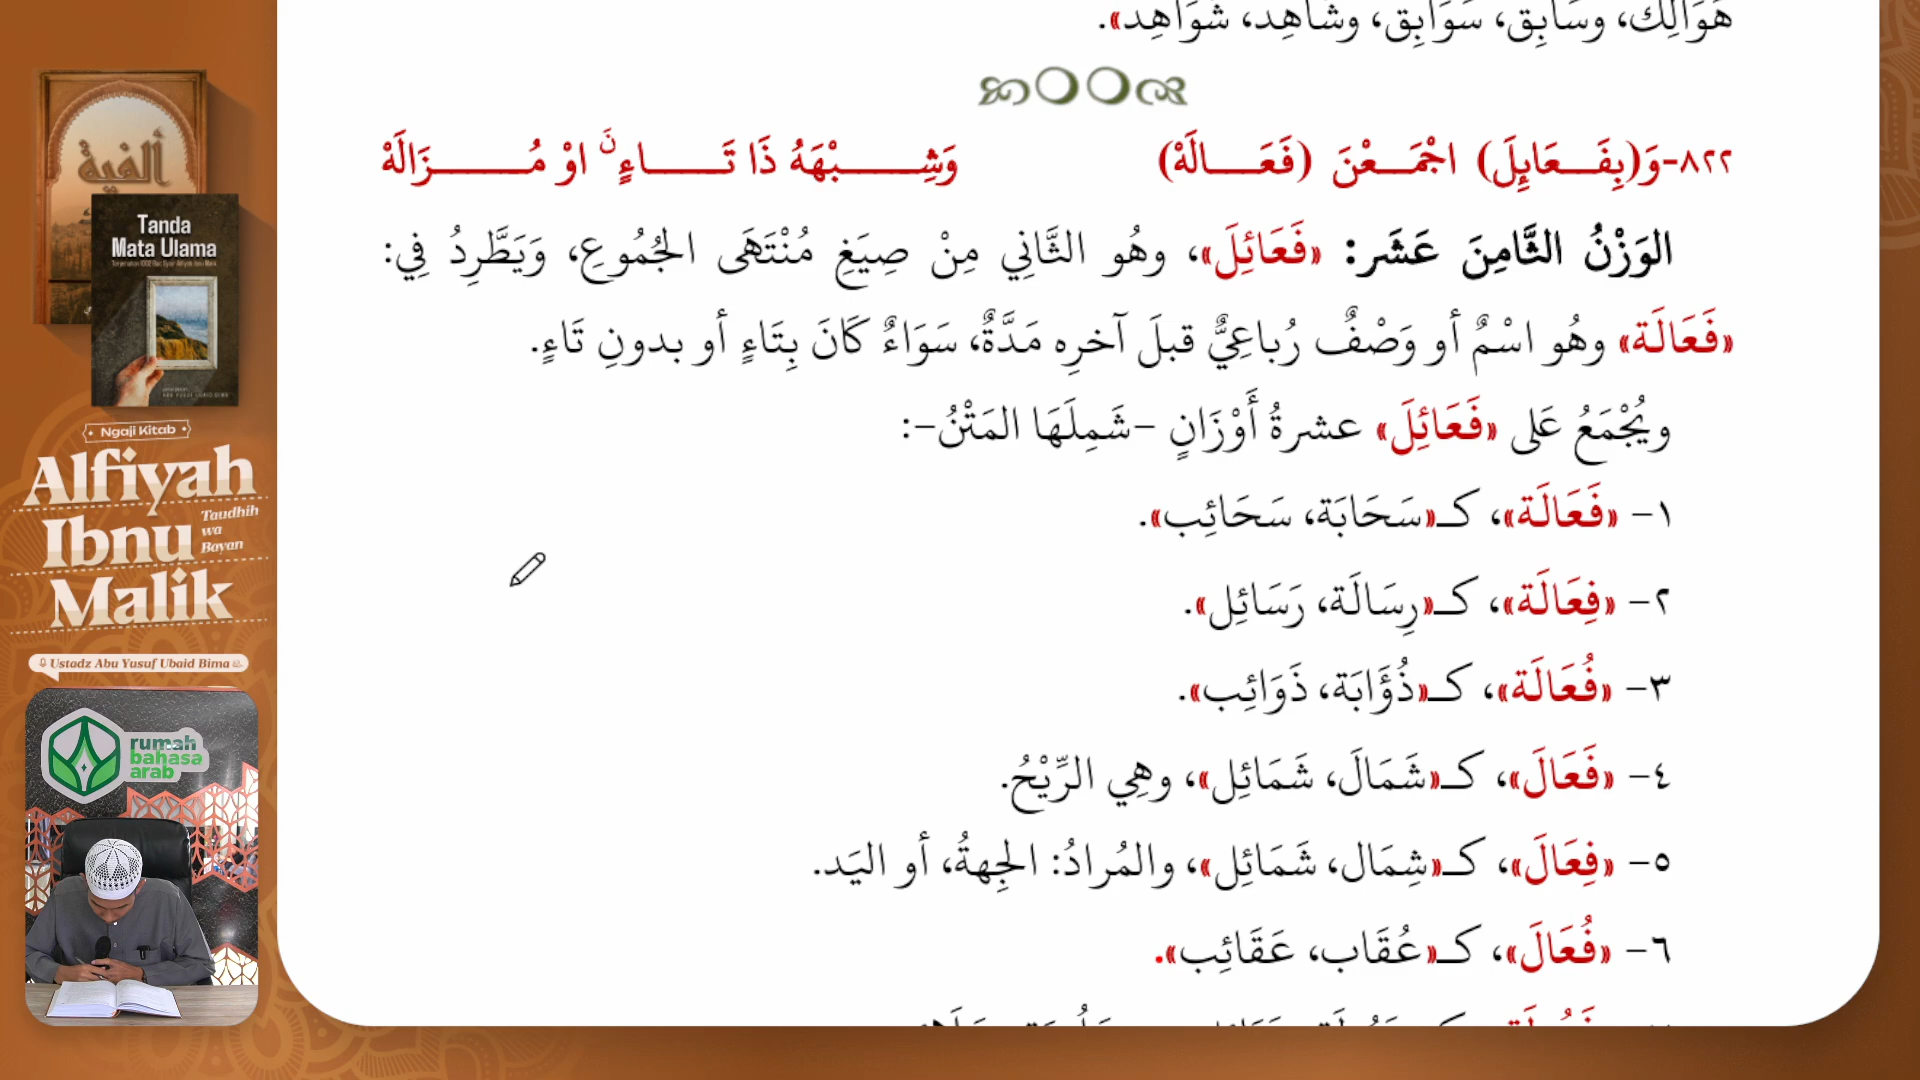 هَوَالِك، وسَابِق، سَوَابِق، وشَاهِد، شَوَاهِد».
٨٢٢-وَ(بِفَعَائِلَ) اجْمَعْنَ (فَعَالَهْ) وَشِبْهَهُ ذَا تَاءٍ نَ اوْ مُزَالَهْ
الوَزْنُ الثَّامِنَ عَشَر: «فَعَائِلَ»، وهُو الثَّانِي مِنْ صِيَغِ مُنْتَهَى الجُمُوعِ، وَيَطَّرِدُ فِي:
«فَعَالَة» وهُو اسْمٌ أو وَصْفٌ رُباعِيٌّ قبلَ آخرِه مَدَّةٌ، سَوَاءٌ كَانَ بِتَاءٍ أو بدونِ تَاءٍ.
ويُجْمَعُ عَلى «فَعَائِلَ» عشرةُ أَوْزَانٍ -شَمِلَهَا المَتْنُ-:
١- «فَعَالَة»، كـ«سَحَابَة، سَحَائِب».
٢- «فِعَالَة»، كـ«رِسَالَة، رَسَائِل».
٣- «فُعَالَة»، كـ«ذُؤَابَة، ذَوَائِب».
٤- «فَعَالَ»، كـ«شَمَالَ، شَمَائِل»، وهِي الرِّيْحُ.
٥- «فِعَالَ»، كـ«شِمَال، شَمَائِل»، والمُرادُ: الجِهةُ، أو اليَد.
٦- «فُعَالَ»، كـ«عُقَاب، عَقَائِب».
ألفية
Tanda
Mata Ulama
Ngaji Kitab
Alfiyah
Ibnu
Malik
Taudhih
wa
Bayan
Ustadz Abu Yusuf Ubaid Bima
rumah
bahasa
arab